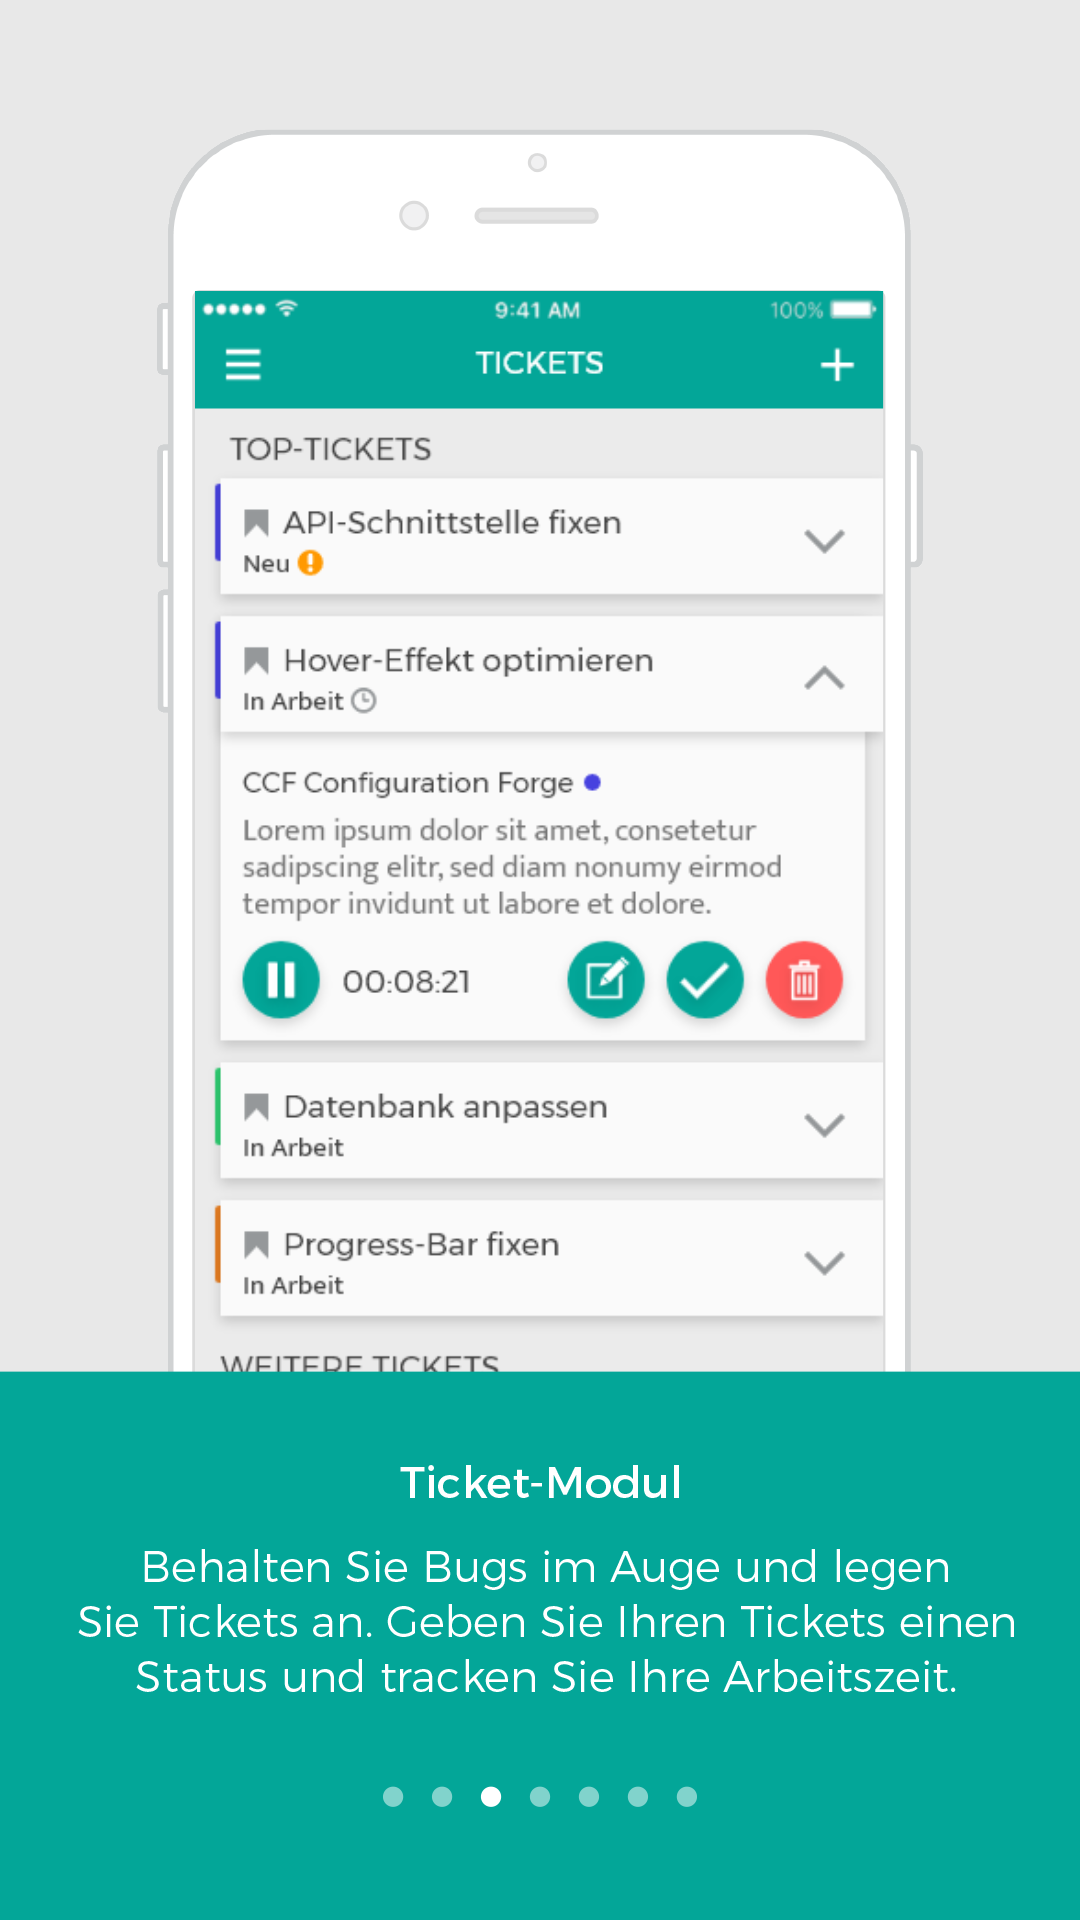 9:41 AM 100%
TICKETS
TOP-TICKETS
API-Schnittstelle fixen
Neu
Hover-Effekt optimieren
In Arbeit
CCF Configuration Forge
Lorem ipsum dolor sit amet, consetetur
sadipscing elitr, sed diam nonumy eirmod
tempor invidunt ut labore et dolore.
00:08:21
Datenbank anpassen
In Arbeit
Progress-Bar fixen
In Arbeit
WEITERE TICKETS
Ticket-Modul
Behalten Sie Bugs im Auge und legen
Sie Tickets an. Geben Sie Ihren Tickets einen
Status und tracken Sie Ihre Arbeitszeit.